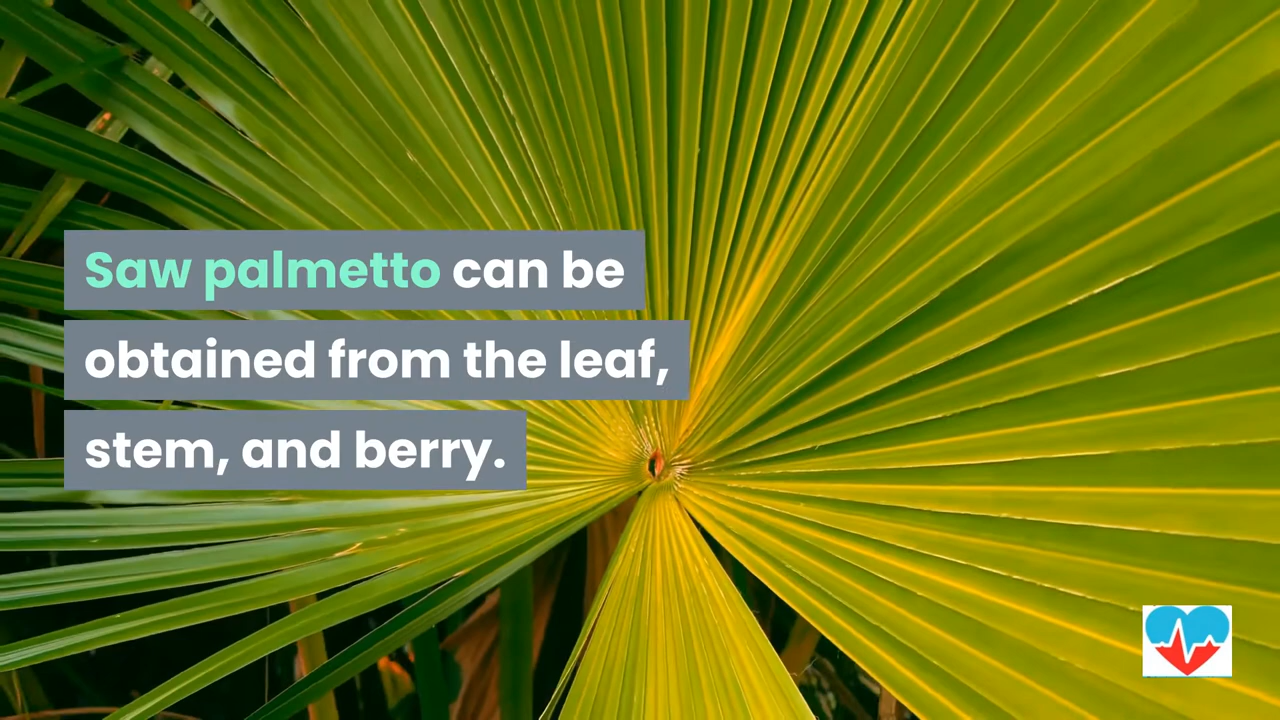 Saw palmetto can be
obtained from the leaf,
stem, and berry.